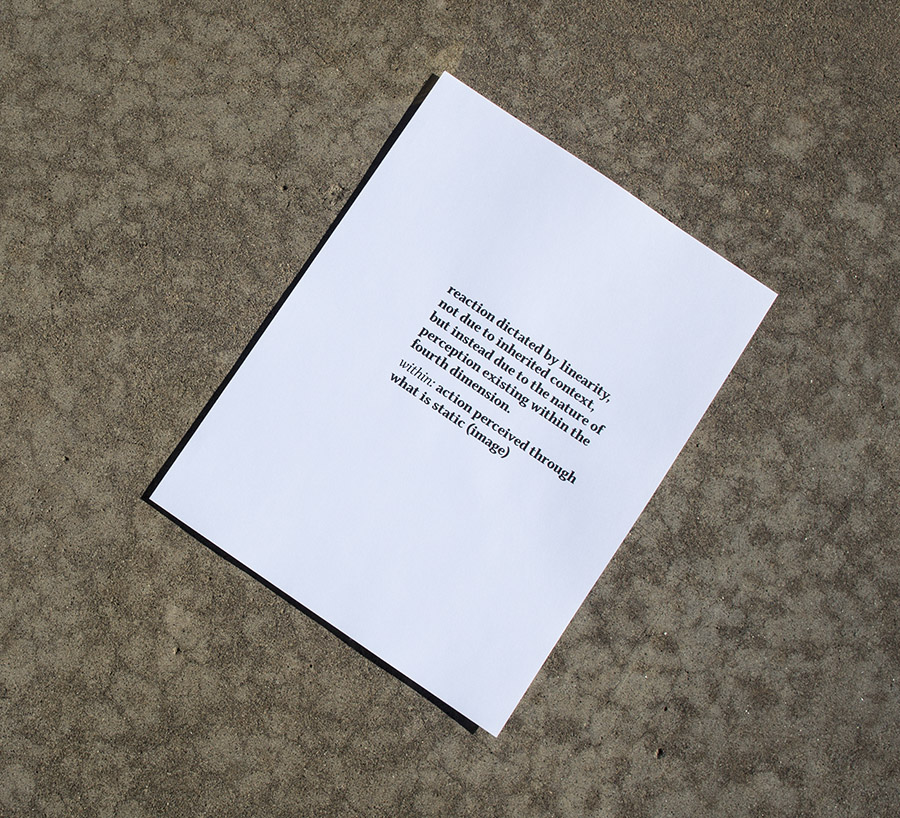 reaction dictated by linearity,
not due to inherited context,
but instead due to the nature of
perception existing within the
fourth dimension.
within: action perceived through
what is static (image)